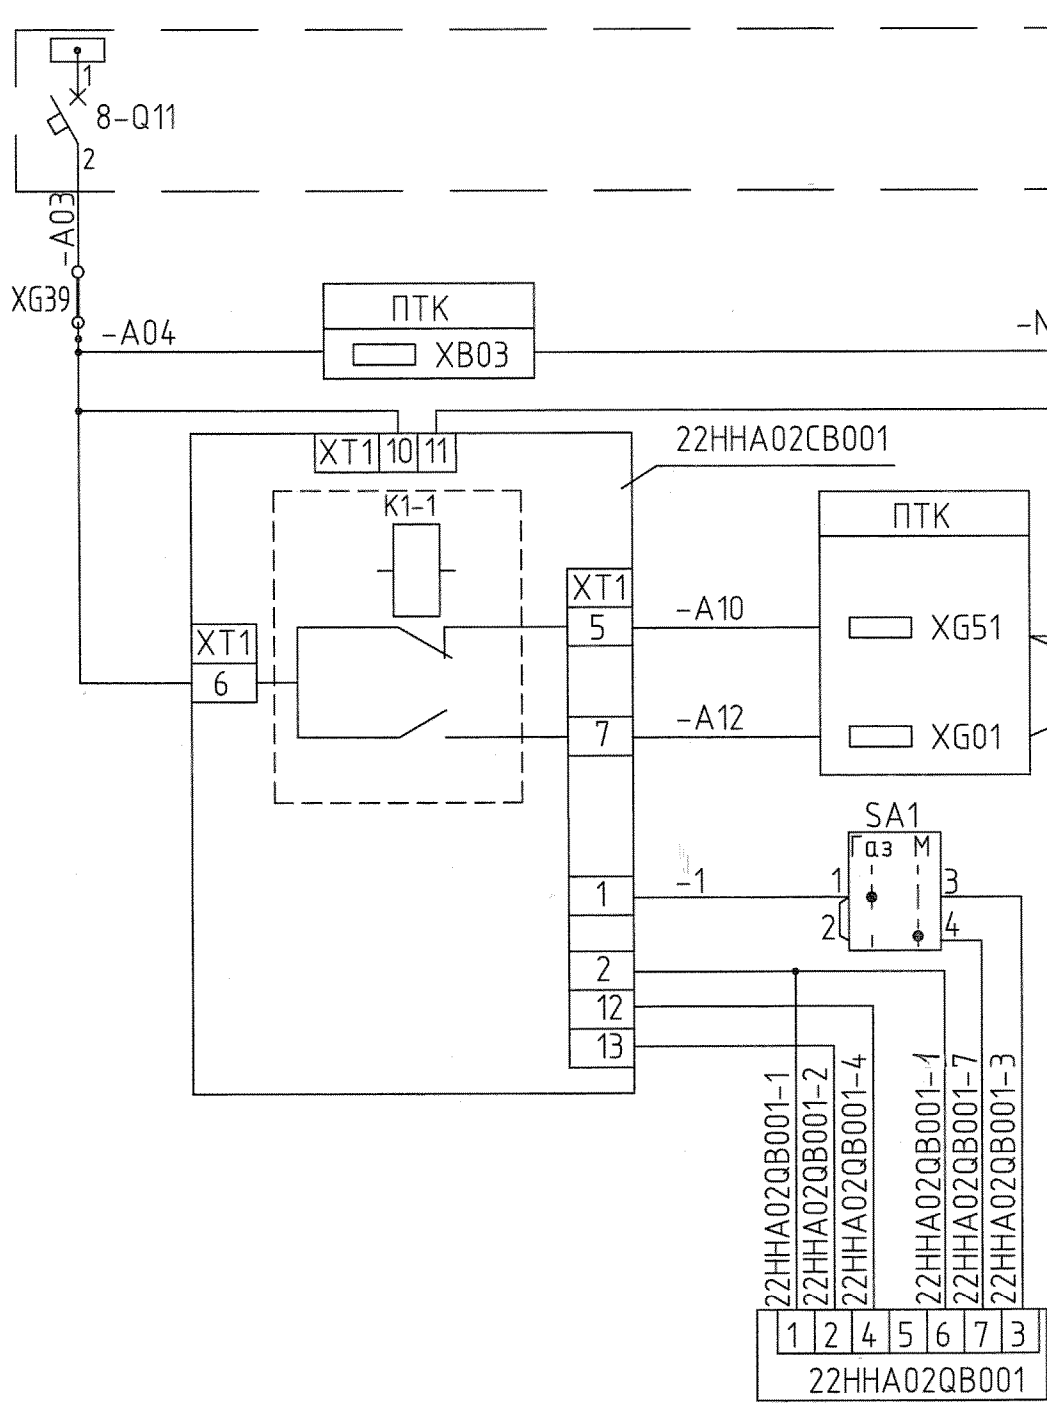 1
8-Q11
2
-A03
XG39
-A04
ПТК
XB03
-N
22HHA02CB001
XT1 10 11
K1-1
ПТК
XT1
5
-A10
XG51
XT1
6
7
-A12
XG01
SA1
Газ М
1
-1
1
3
2
4
2
12
13
22HHA02QB001-1
22HHA02QB001-2
22HHA02QB001-4
22HHA02QB001-1
22HHA02QB001-7
22HHA02QB001-3
1 2 4 5 6 7 3
22HHA02QB001